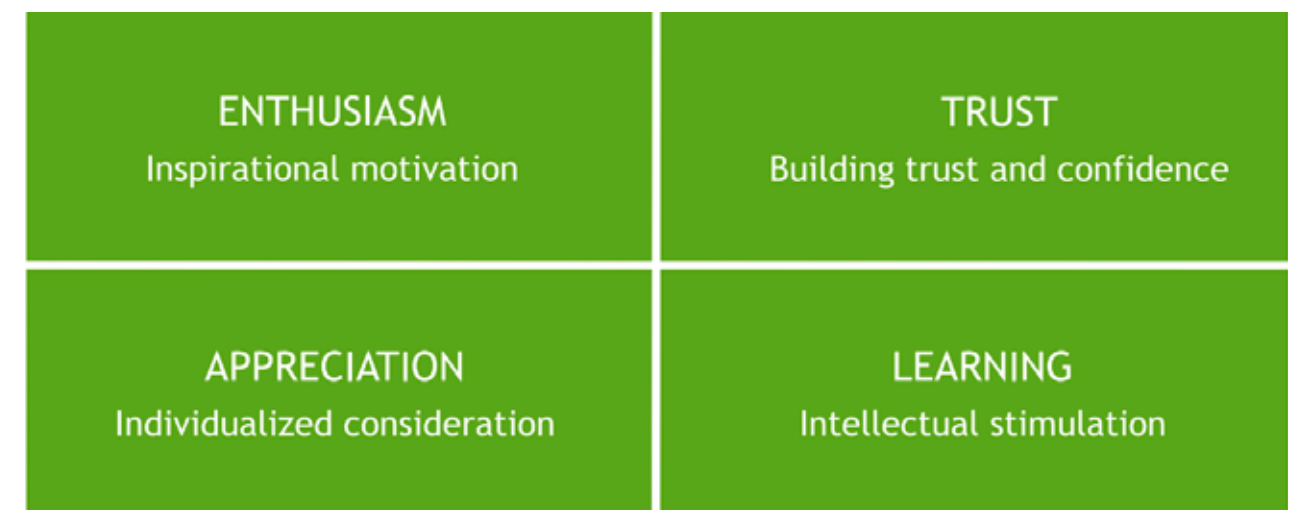 ENTHUSIASM
Inspirational motivation
TRUST
Building trust and confidence
APPRECIATION
Individualized consideration
LEARNING
Intellectual stimulation